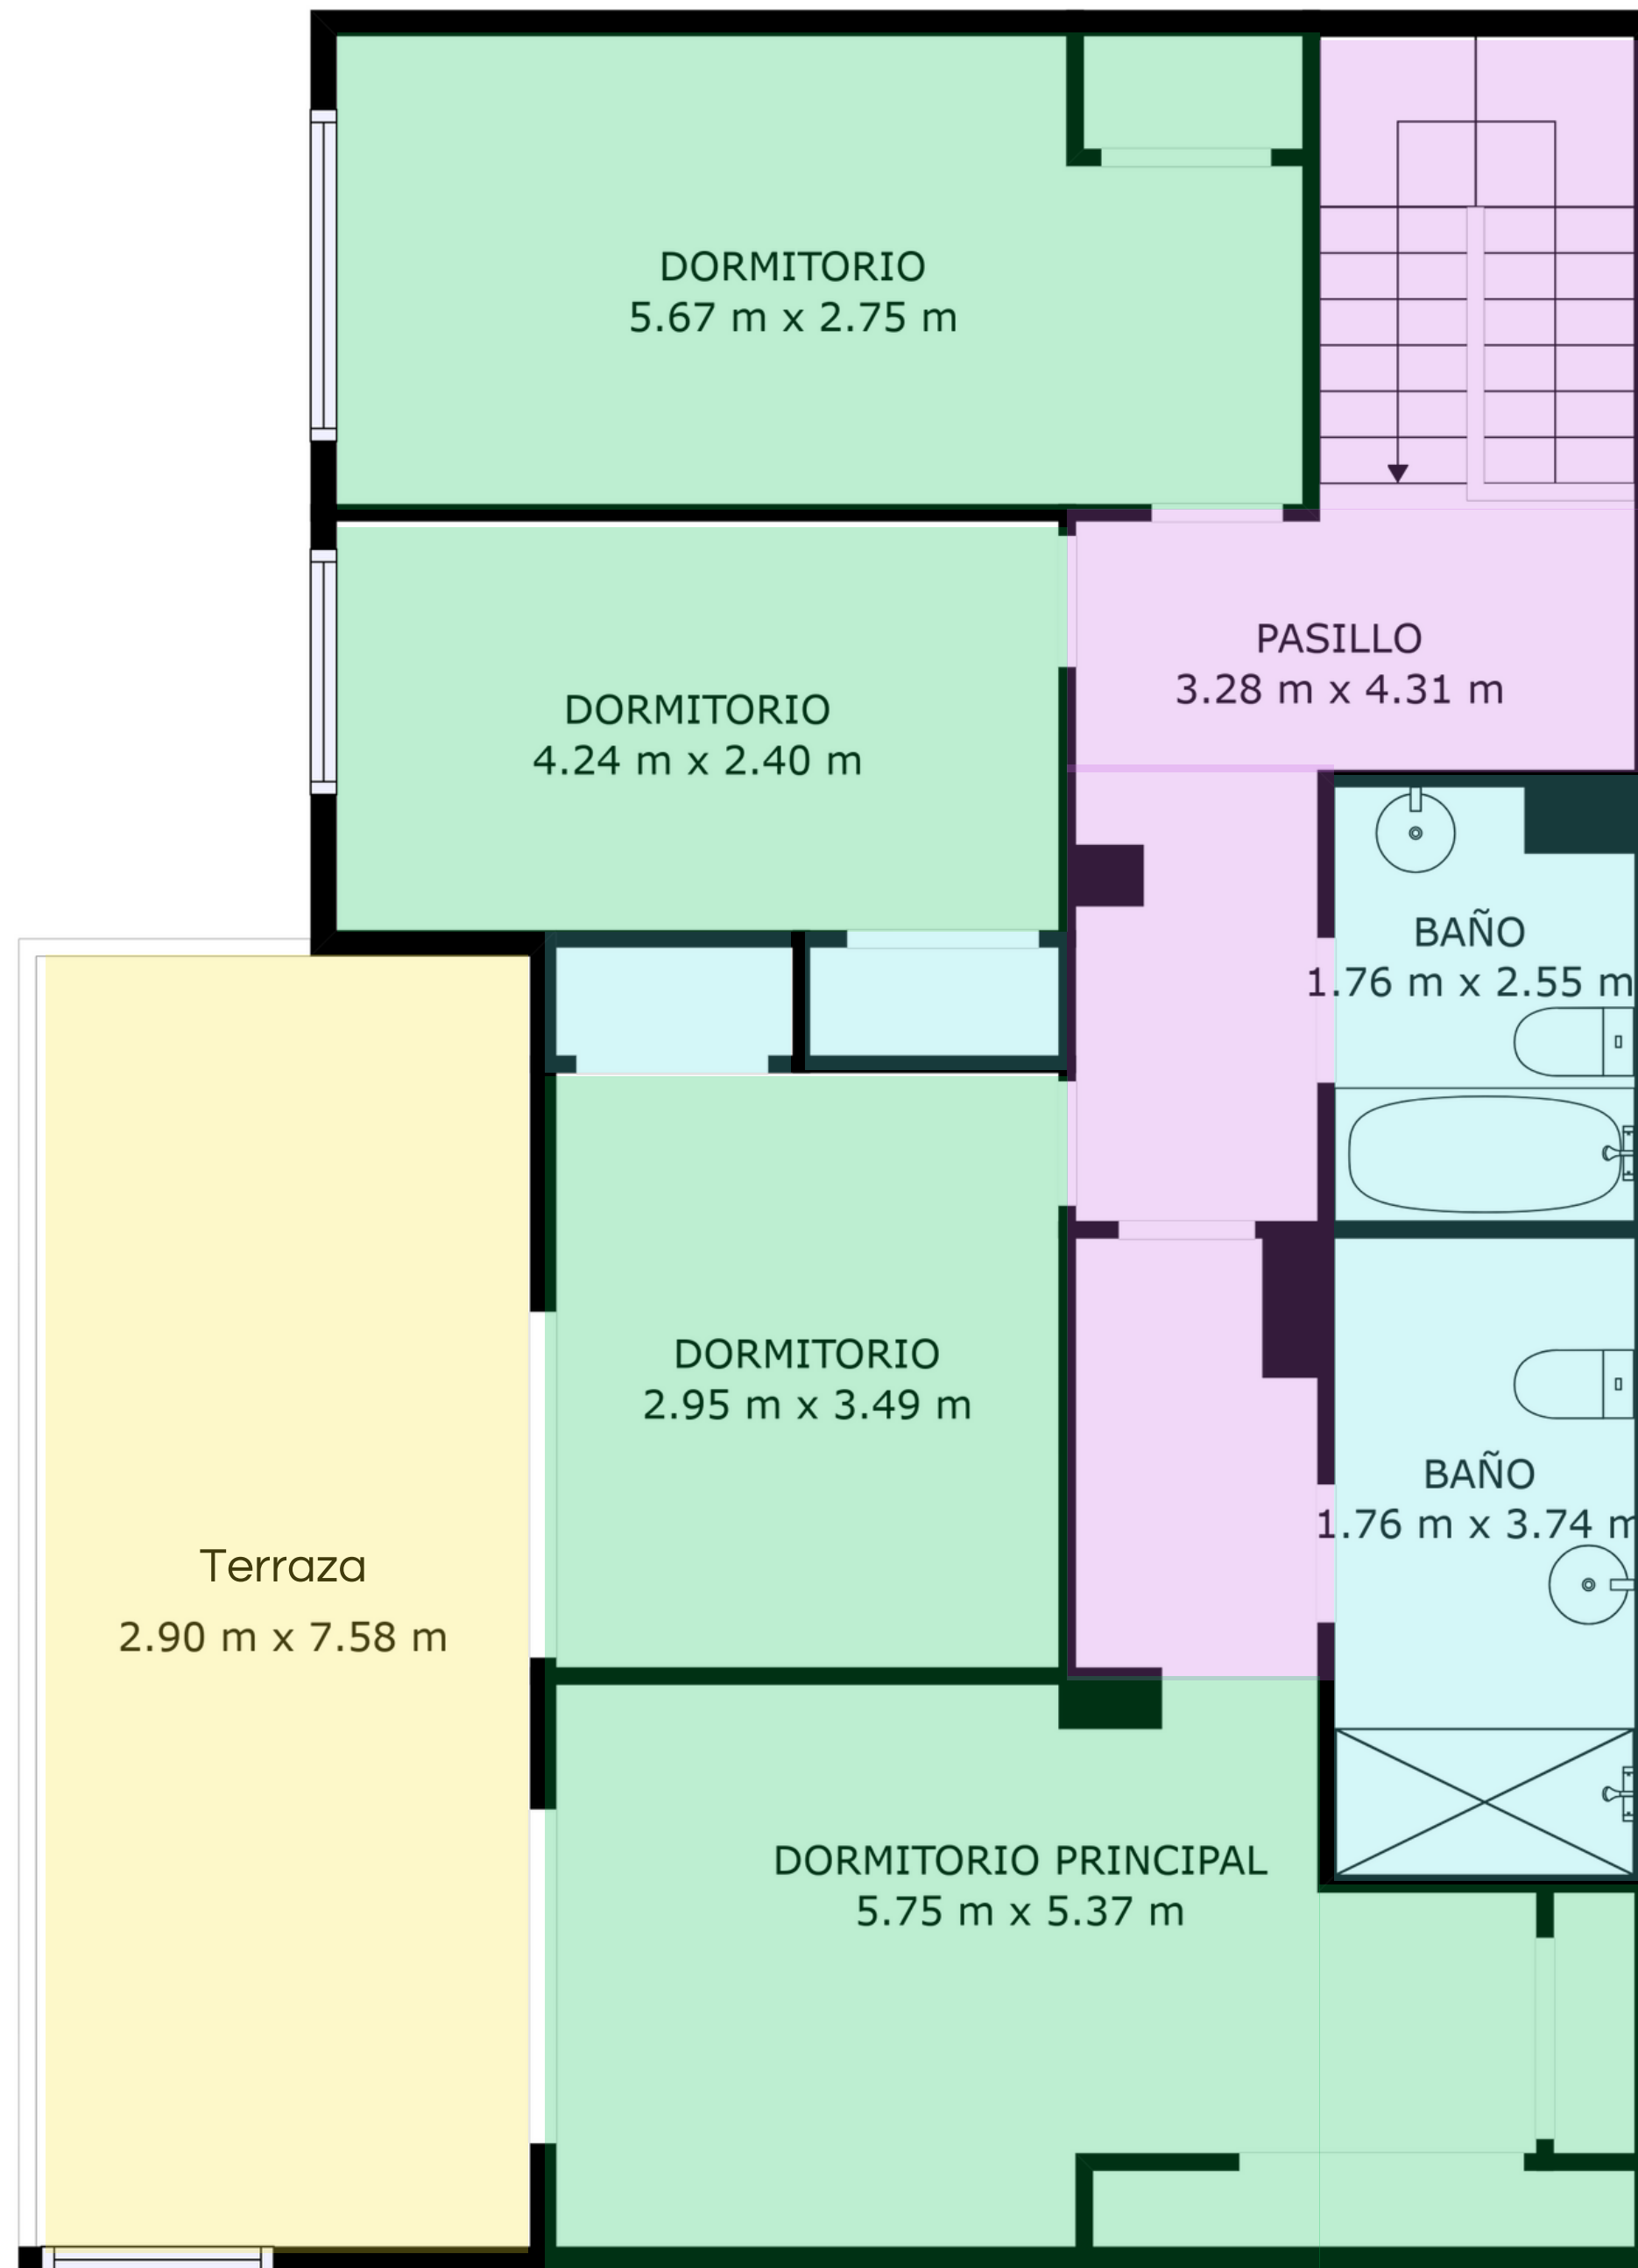 DORMITORIO
5.67 m x 2.75 m
PASILLO
3.28 m x 4.31 m
DORMITORIO
4.24 m x 2.40 m
BAÑO
1.76 m x 2.55 m
DORMITORIO
2.95 m x 3.49 m
BAÑO
1.76 m x 3.74 m
Terraza
2.90 m x 7.58 m
DORMITORIO PRINCIPAL
5.75 m x 5.37 m